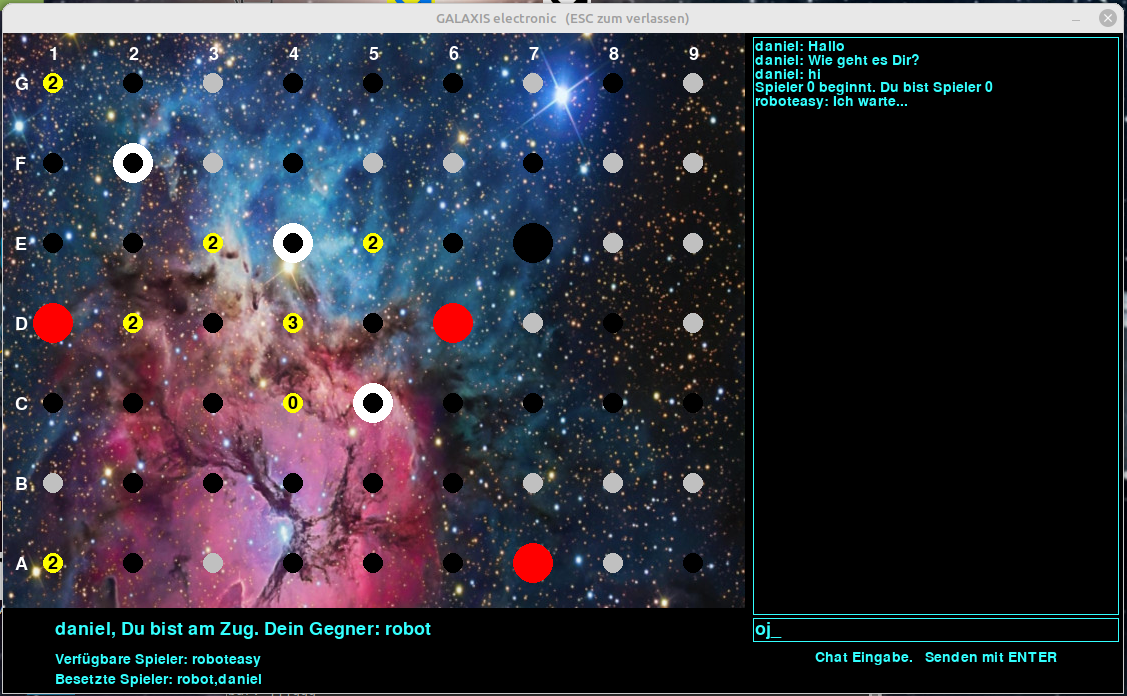 GALAXIS electronic (ESC zum verlassen)
1 2 3 4 5 6 7 8 9
G 2
F
E 2 2
D 2 3
C 0
B
A 2
daniel: Hallo
daniel: Wie geht es Dir?
daniel: hi
Spieler 0 beginnt. Du bist Spieler 0
roboteasy: Ich warte...
oj_
Chat Eingabe. Senden mit ENTER
daniel, Du bist am Zug. Dein Gegner: robot
Verfügbare Spieler: roboteasy
Besetzte Spieler: robot,daniel